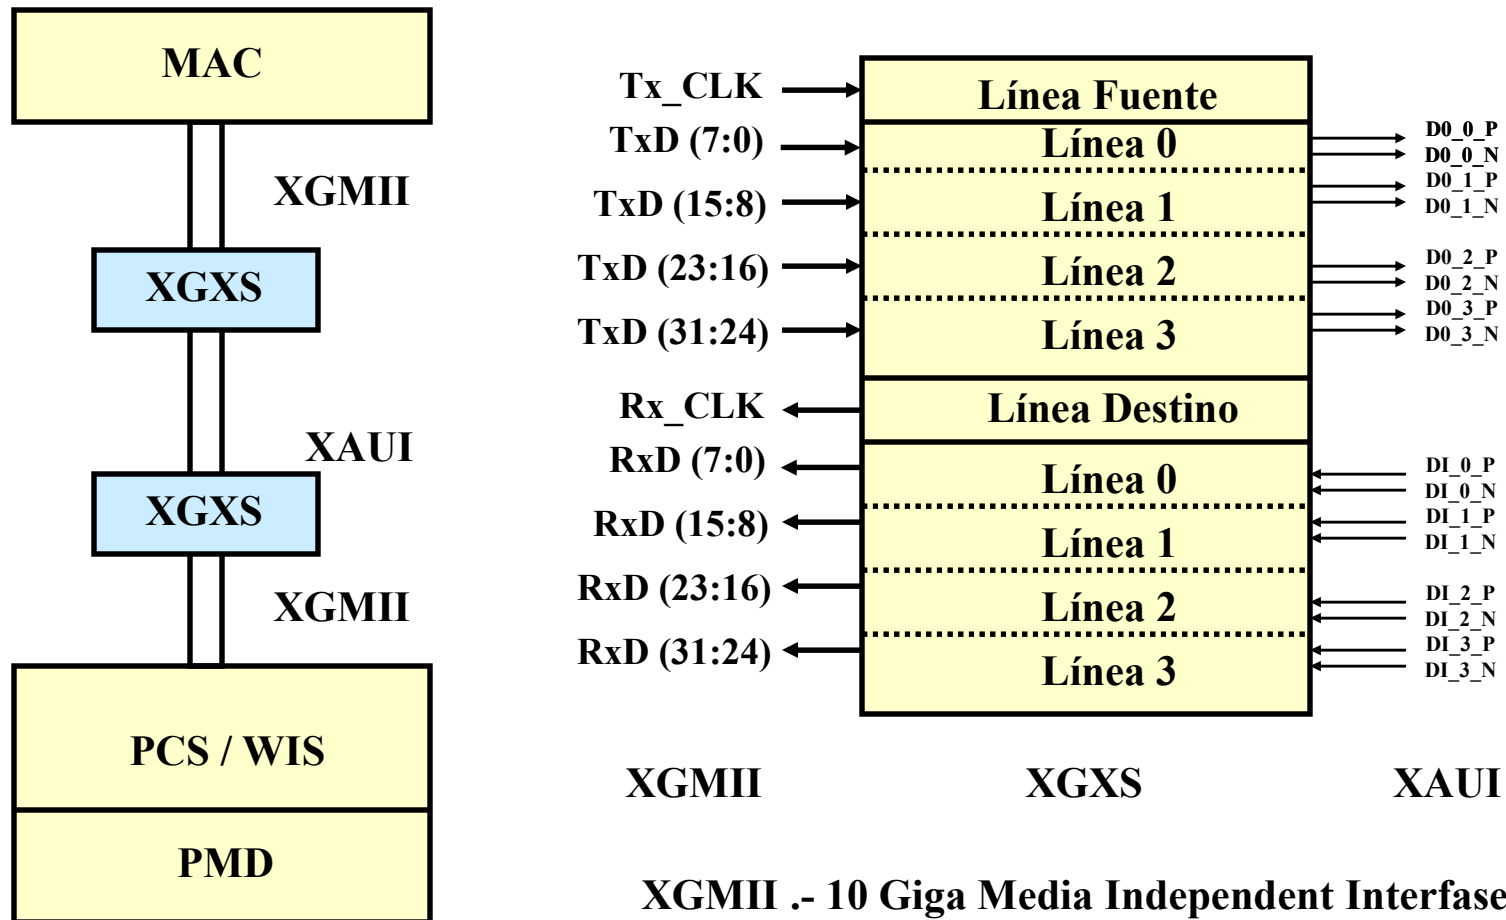 MAC
XGMII
XGXS
XAUI
XGXS
XGMII
PCS / WIS
PMD
Tx_CLK
TxD (7:0)
TxD (15:8)
TxD (23:16)
TxD (31:24)
Rx_CLK
RxD (7:0)
RxD (15:8)
RxD (23:16)
RxD (31:24)
Línea Fuente
Línea 0
Línea 1
Línea 2
Línea 3
Línea Destino
Línea 0
Línea 1
Línea 2
Línea 3
D0_0_P
D0_0_N
D0_1_P
D0_1_N
D0_2_P
D0_2_N
D0_3_P
D0_3_N
DI_0_P
DI_0_N
DI_1_P
DI_1_N
DI_2_P
DI_2_N
DI_3_P
DI_3_N
XGMII XGXS XAUI
XGMII .- 10 Giga Media Independent Interfase